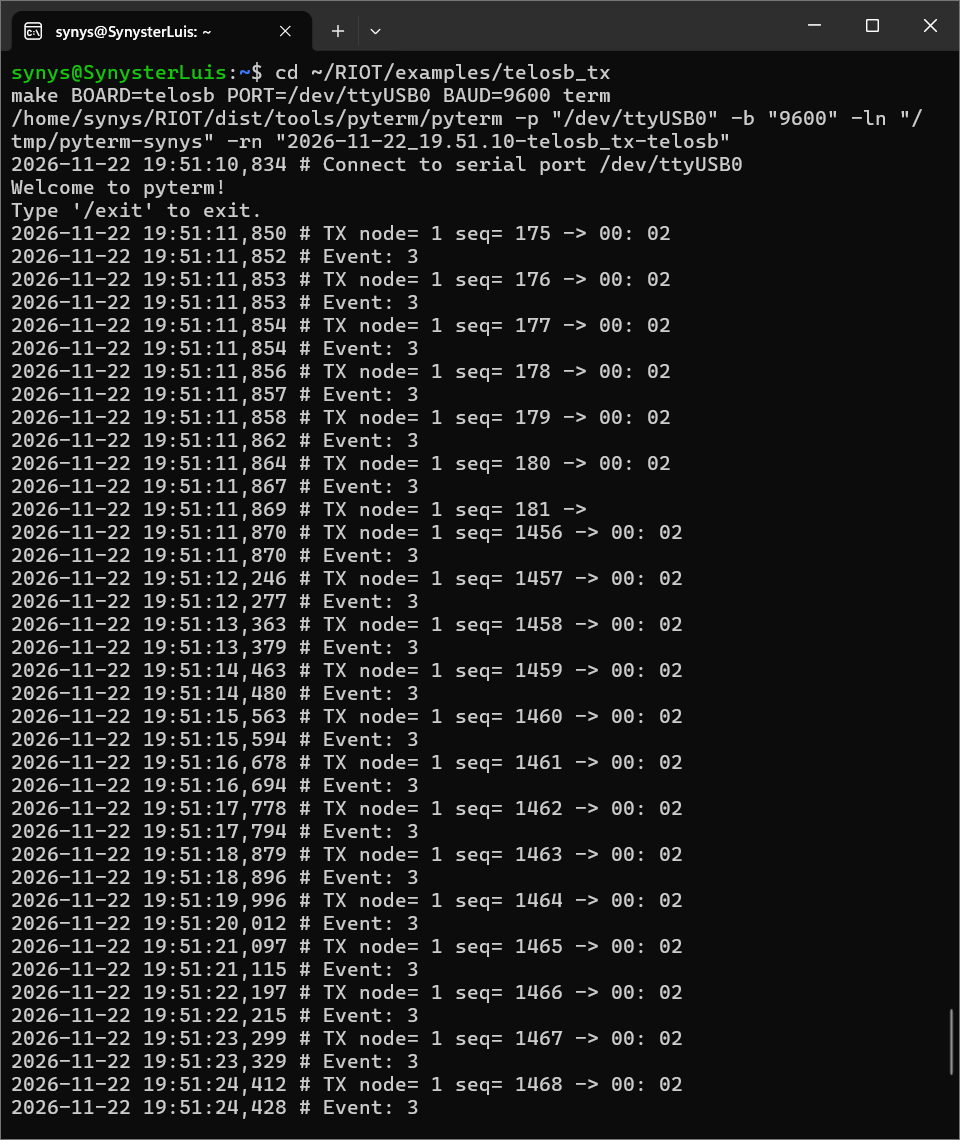 synys@SynysterLuis: ~
synys@SynysterLuis:~$ cd ~/RIOT/examples/telosb_tx
make BOARD=telosb PORT=/dev/ttyUSB0 BAUD=9600 term
/home/synys/RIOT/dist/tools/pyterm/pyterm -p "/dev/ttyUSB0" -b "9600" -ln "/
tmp/pyterm-synys" -rn "2026-11-22_19.51.10-telosb_tx-telosb"
2026-11-22 19:51:10,834 # Connect to serial port /dev/ttyUSB0
Welcome to pyterm!
Type '/exit' to exit.
2026-11-22 19:51:11,850 # TX node= 1 seq= 175 -> 00: 02
2026-11-22 19:51:11,852 # Event: 3
2026-11-22 19:51:11,853 # TX node= 1 seq= 176 -> 00: 02
2026-11-22 19:51:11,853 # Event: 3
2026-11-22 19:51:11,854 # TX node= 1 seq= 177 -> 00: 02
2026-11-22 19:51:11,854 # Event: 3
2026-11-22 19:51:11,856 # TX node= 1 seq= 178 -> 00: 02
2026-11-22 19:51:11,857 # Event: 3
2026-11-22 19:51:11,858 # TX node= 1 seq= 179 -> 00: 02
2026-11-22 19:51:11,862 # Event: 3
2026-11-22 19:51:11,864 # TX node= 1 seq= 180 -> 00: 02
2026-11-22 19:51:11,867 # Event: 3
2026-11-22 19:51:11,869 # TX node= 1 seq= 181 ->
2026-11-22 19:51:11,870 # TX node= 1 seq= 1456 -> 00: 02
2026-11-22 19:51:11,870 # Event: 3
2026-11-22 19:51:12,246 # TX node= 1 seq= 1457 -> 00: 02
2026-11-22 19:51:12,277 # Event: 3
2026-11-22 19:51:13,363 # TX node= 1 seq= 1458 -> 00: 02
2026-11-22 19:51:13,379 # Event: 3
2026-11-22 19:51:14,463 # TX node= 1 seq= 1459 -> 00: 02
2026-11-22 19:51:14,480 # Event: 3
2026-11-22 19:51:15,563 # TX node= 1 seq= 1460 -> 00: 02
2026-11-22 19:51:15,594 # Event: 3
2026-11-22 19:51:16,678 # TX node= 1 seq= 1461 -> 00: 02
2026-11-22 19:51:16,694 # Event: 3
2026-11-22 19:51:17,778 # TX node= 1 seq= 1462 -> 00: 02
2026-11-22 19:51:17,794 # Event: 3
2026-11-22 19:51:18,879 # TX node= 1 seq= 1463 -> 00: 02
2026-11-22 19:51:18,896 # Event: 3
2026-11-22 19:51:19,996 # TX node= 1 seq= 1464 -> 00: 02
2026-11-22 19:51:20,012 # Event: 3
2026-11-22 19:51:21,097 # TX node= 1 seq= 1465 -> 00: 02
2026-11-22 19:51:21,115 # Event: 3
2026-11-22 19:51:22,197 # TX node= 1 seq= 1466 -> 00: 02
2026-11-22 19:51:22,215 # Event: 3
2026-11-22 19:51:23,299 # TX node= 1 seq= 1467 -> 00: 02
2026-11-22 19:51:23,329 # Event: 3
2026-11-22 19:51:24,412 # TX node= 1 seq= 1468 -> 00: 02
2026-11-22 19:51:24,428 # Event: 3